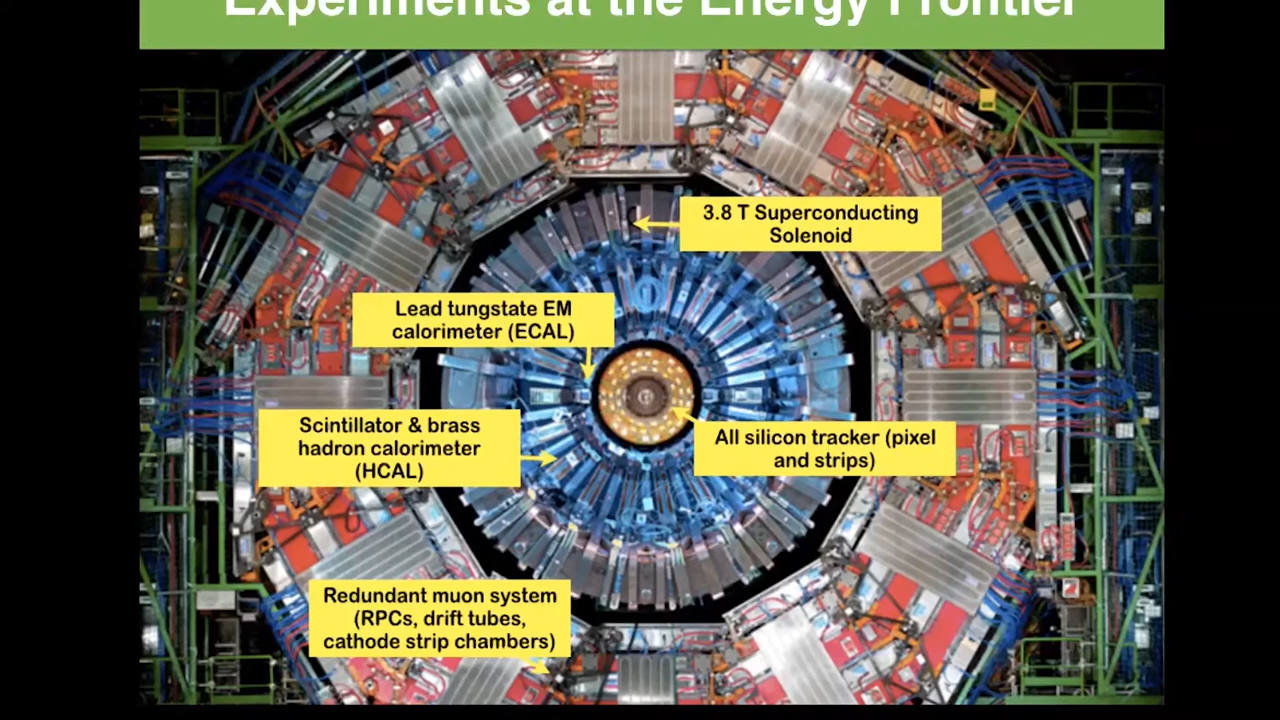 Experiments at the Energy Frontier
3.8 T Superconducting
Solenoid
Lead tungstate EM
calorimeter (ECAL)
Scintillator & brass
hadron calorimeter
(HCAL)
All silicon tracker (pixel
and strips)
Redundant muon system
(RPCs, drift tubes,
cathode strip chambers)